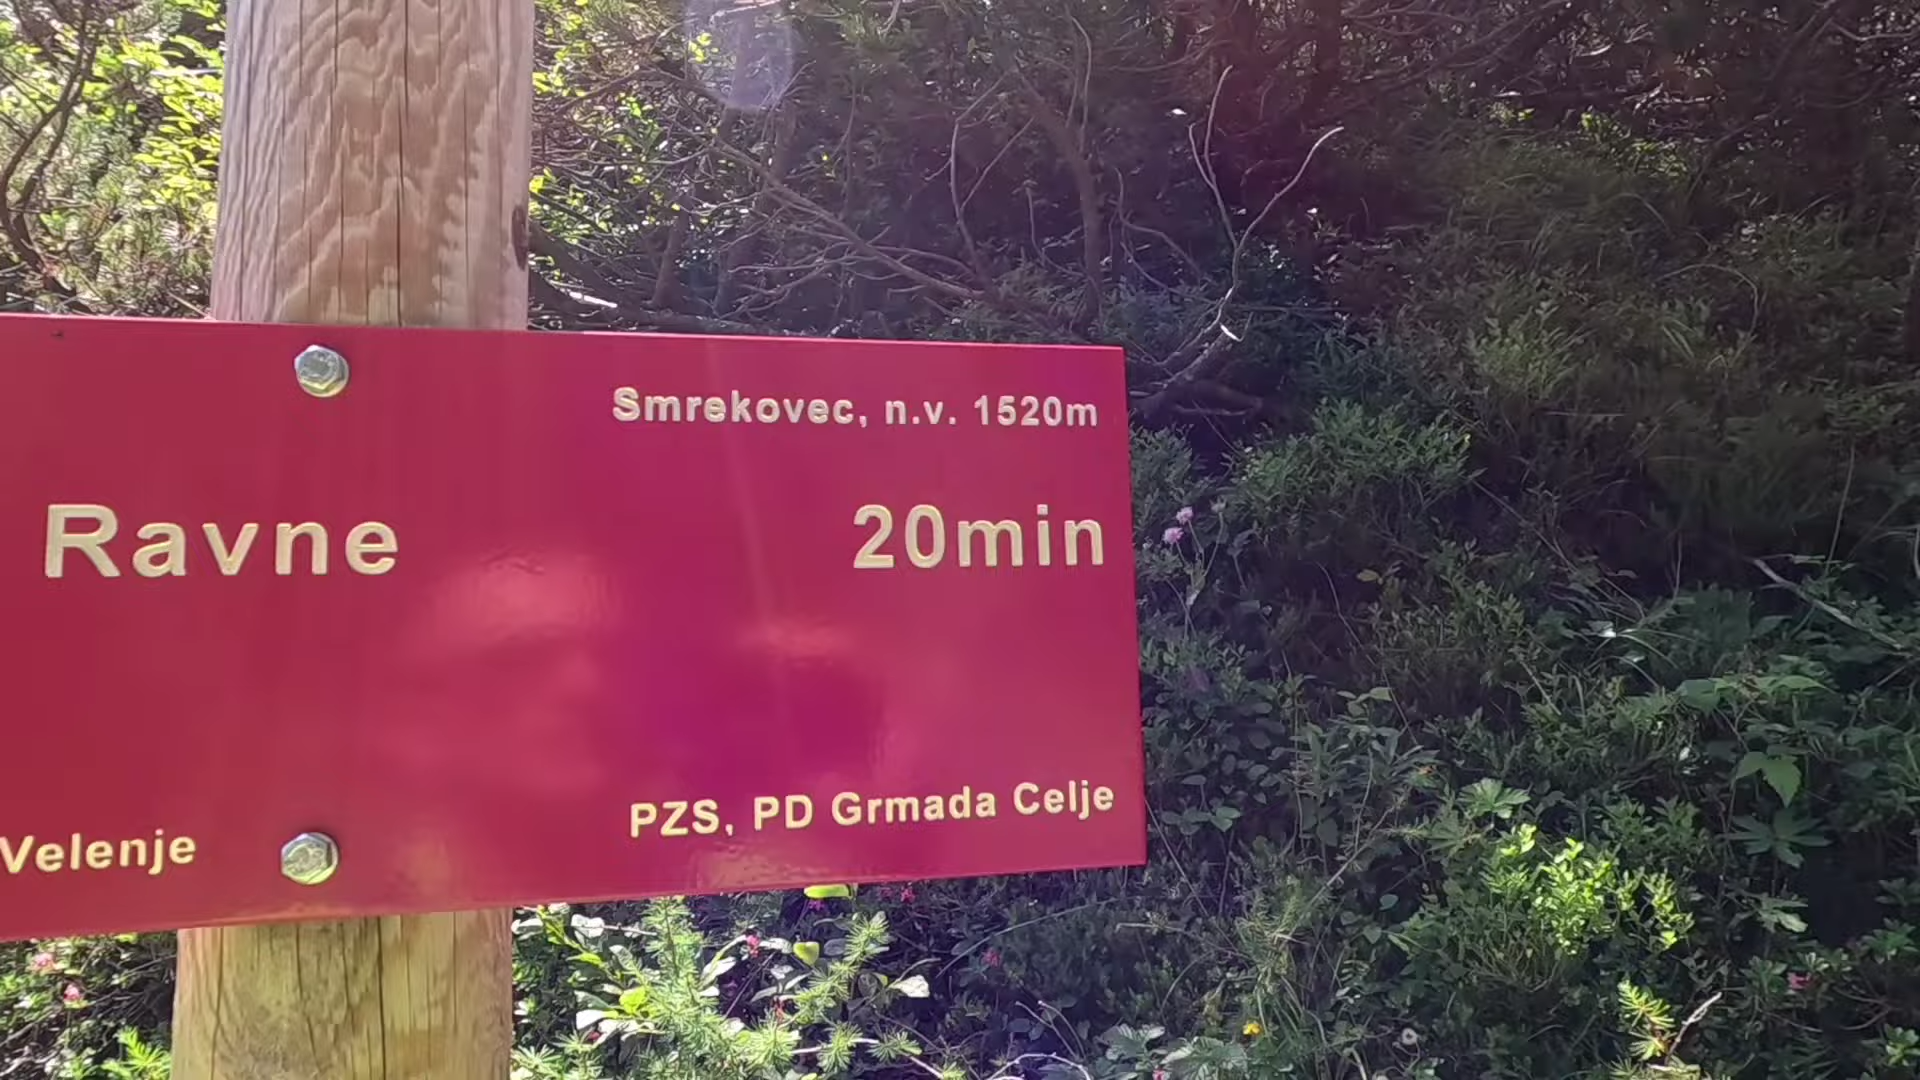 Smrekovec, n.v. 1520m
Ravne 20min
Velenje PZS, PD Grmada Celje